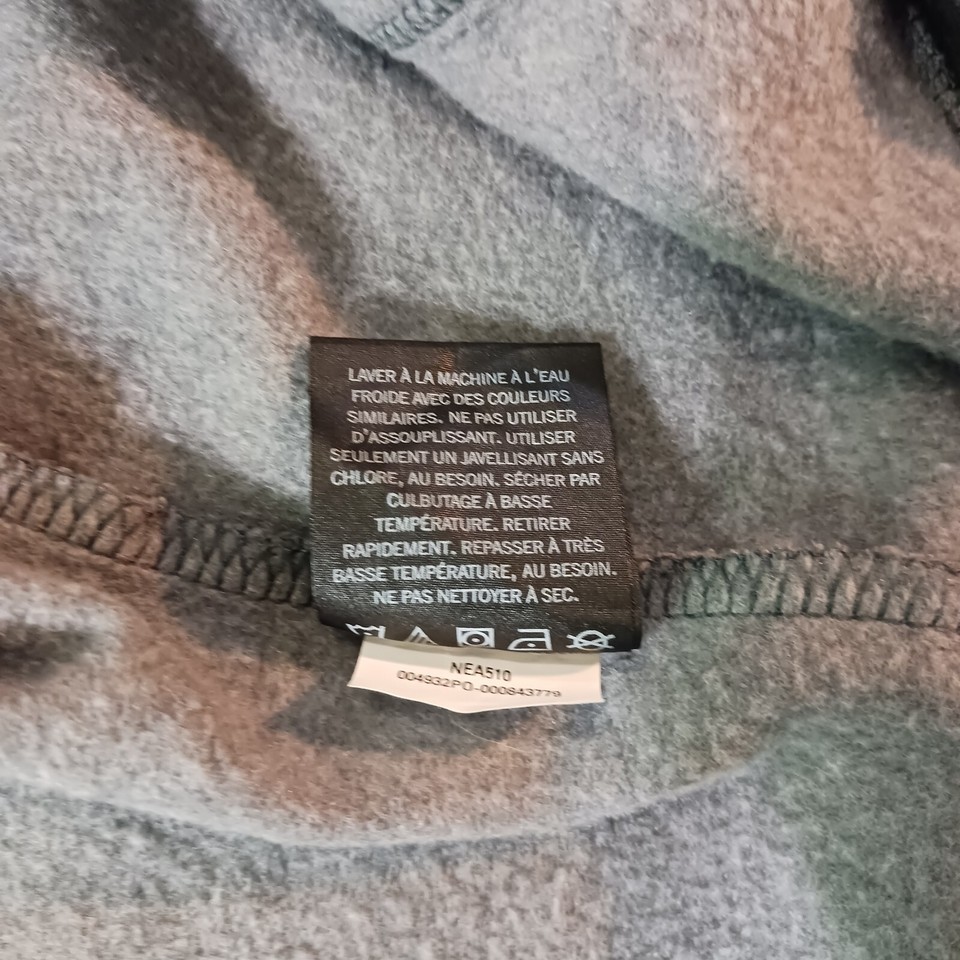 LAVER À LA MACHINE À L'EAU
FROIDE AVEC DES COULEURS
SIMILAIRES. NE PAS UTILISER
D'ASSOUPLISSANT. UTILISER
SEULEMENT UN JAVELLISANT SANS
CHLORE, AU BESOIN. SÉCHER PAR
CULBUTAGE À BASSE
TEMPÉRATURE. RETIRER
RAPIDEMENT. REPASSER À TRÈS
BASSE TEMPÉRATURE, AU BESOIN.
NE PAS NETTOYER À SEC.
NEA510
004932PO-000843779